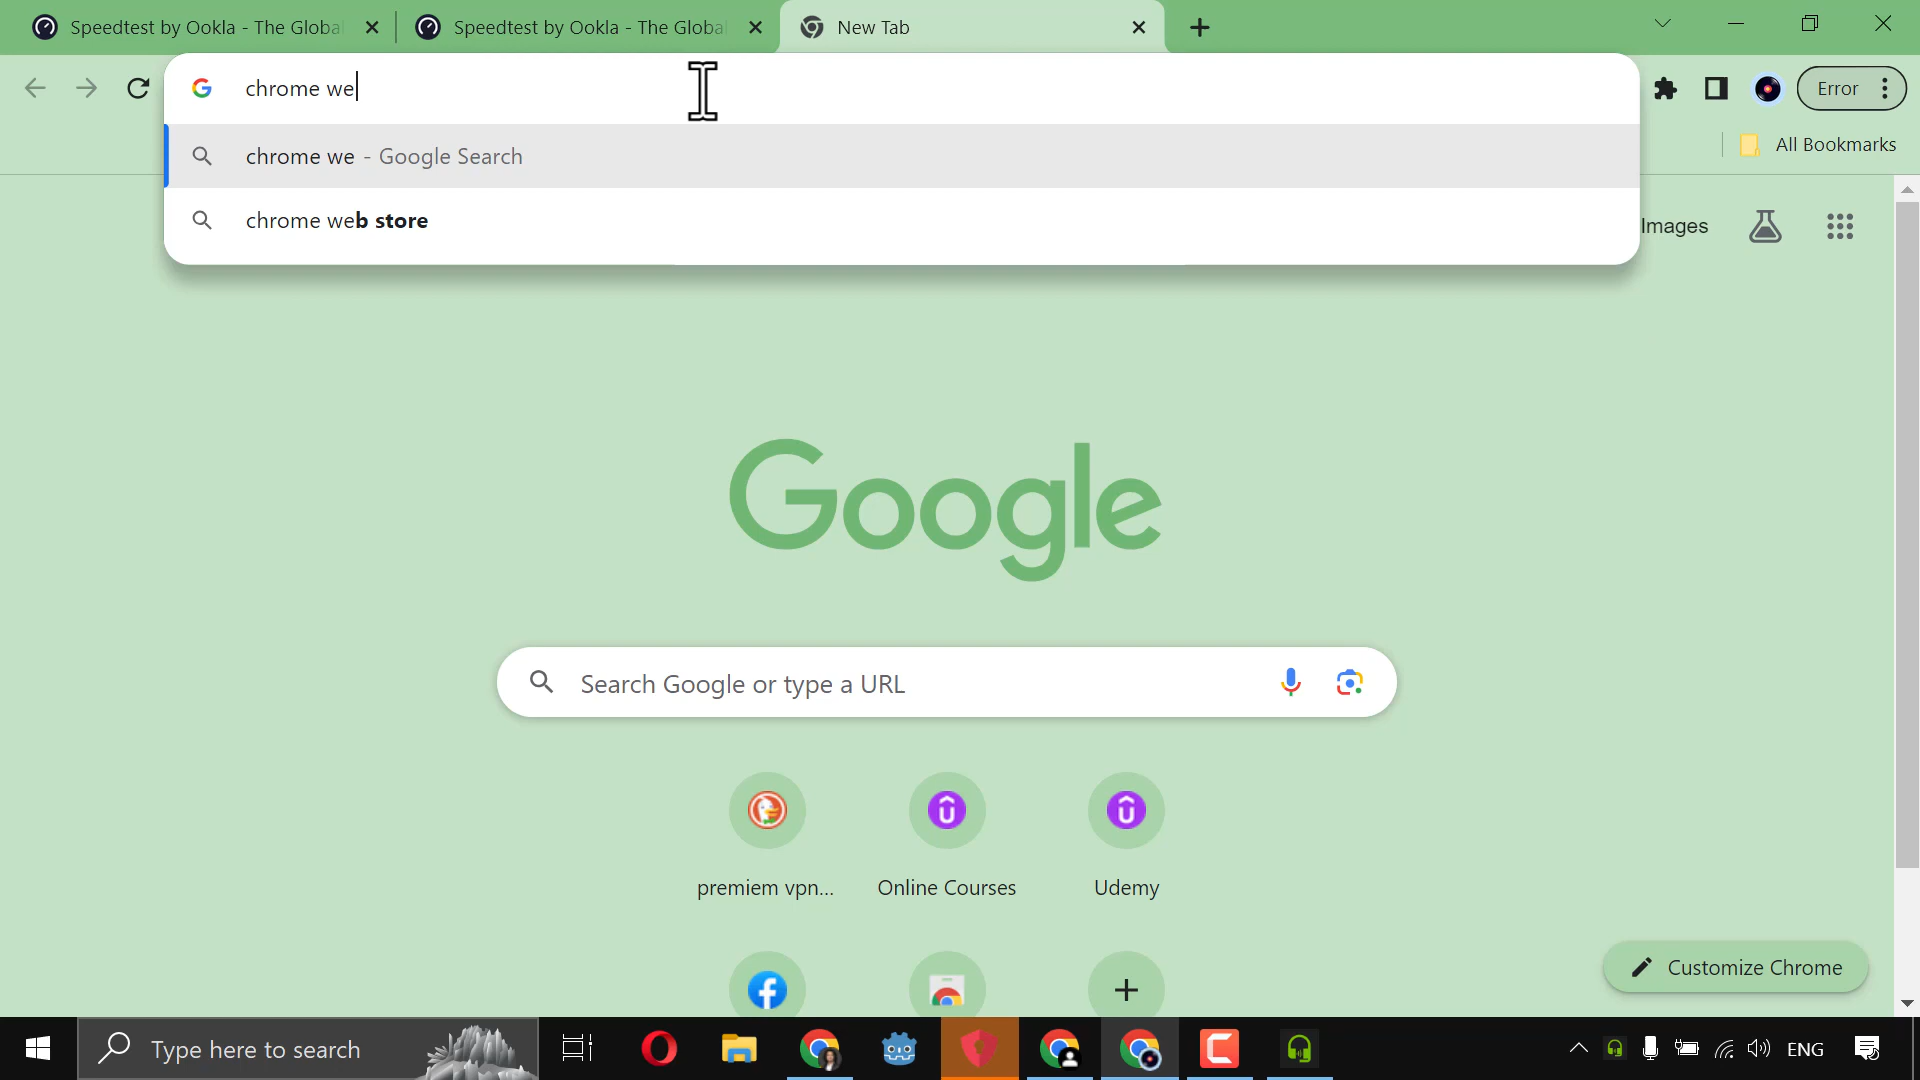 Speedtest by Ookla - The Globa
Speedtest by Ookla - The Globa
New Tab
chrome we
Error
chrome we - Google Search
All Bookmarks
chrome web store
Images
Google
Search Google or type a URL
premiem vpn...
Online Courses
Udemy
Customize Chrome
Type here to search
ENG